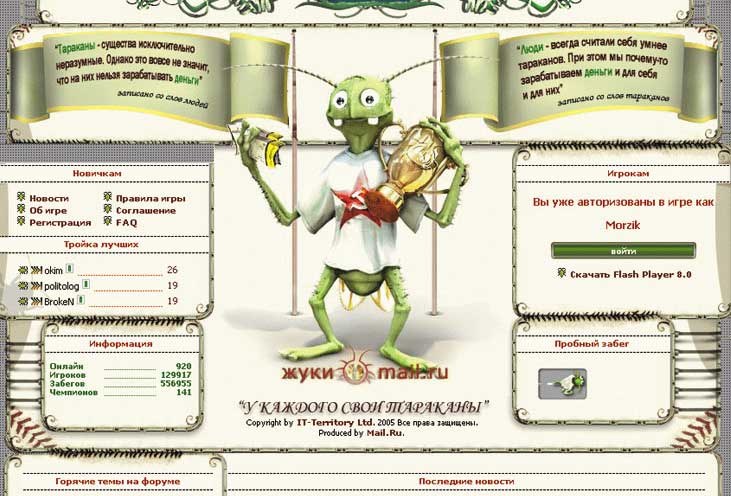 "Тараканы - существа исключительно
неразумные. Однако это вовсе не значит,
что на них нельзя зарабатывать деньги"
записано со слов людей
"Люди - всегда считали себя умнее
тараканов. При этом мы почему-то
зарабатываем деньги и для себя
и для них"
записано со слов тараканов
Новичкам
Новости
Правила игры
Об игре
Соглашение
Регистрация
FAQ
Тройка лучших
okim 26
politolog 19
BrokeN 19
Игрокам
Вы уже авторизованы в игре как
Morzik
войти
Скачать Flash Player 8.0
Информация
Онлайн 920
Игроков 129917
Забегов 556955
Чемпионов 141
Пробный забег
жуки mail.ru
"У КАЖДОГО СВОИ ТАРАКАНЫ"
Copyright by IT-Territory Ltd. 2005 Все права защищены.
Produced by Mail.Ru.
Горячие темы на форуме
Последние новости